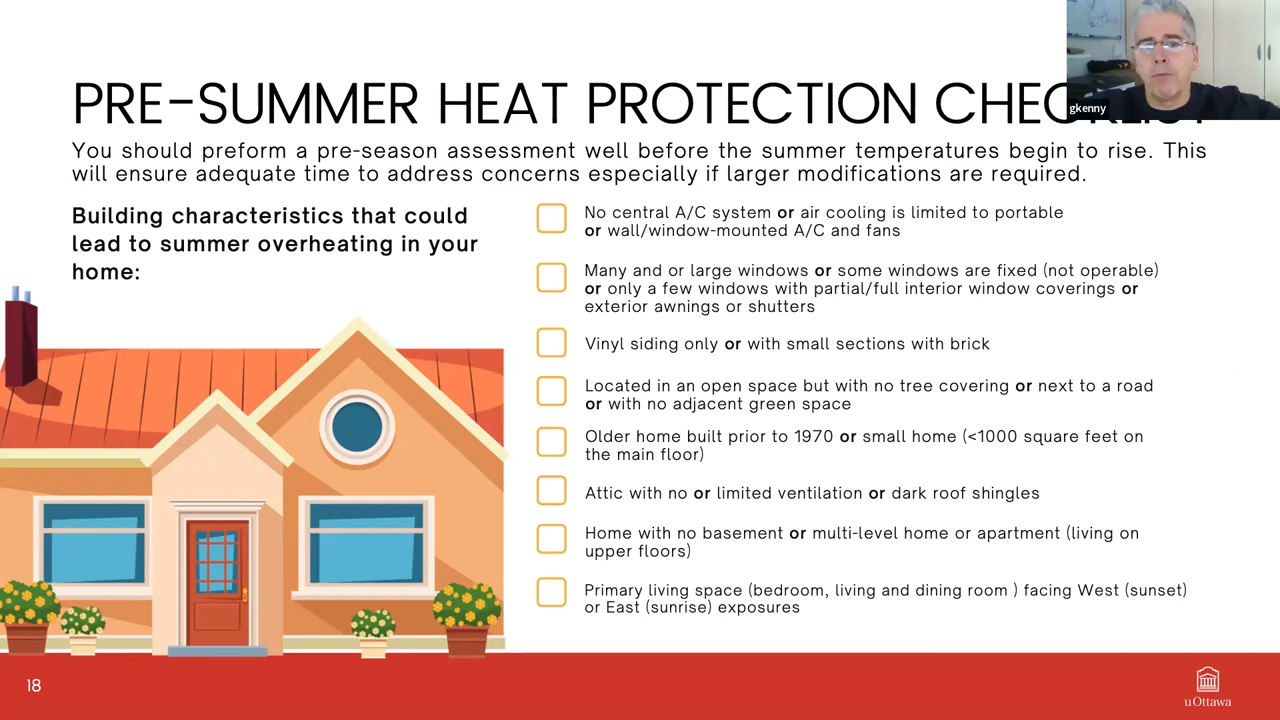 PRE-SUMMER HEAT PROTECTION
gkenny
You should preform a pre-season assessment well before the summer temperatures begin to rise. This
will ensure adequate time to address concerns especially if larger modifications are required.
Building characteristics that could
lead to summer overheating in your
home:
No central A/C system or air cooling is limited to portable
or wall/window-mounted A/C and fans
Many and or large windows or some windows are fixed (not operable)
or only a few windows with partial/full interior window coverings or
exterior awnings or shutters
Vinyl siding only or with small sections with brick
Located in an open space but with no tree covering or next to a road
or with no adjacent green space
Older home built prior to 1970 or small home (<1000 square feet on
the main floor)
Attic with no or limited ventilation or dark roof shingles
Home with no basement or multi-level home or apartment (living on
upper floors)
Primary living space (bedroom, living and dining room ) facing West (sunset)
or East (sunrise) exposures
18
uOttawa